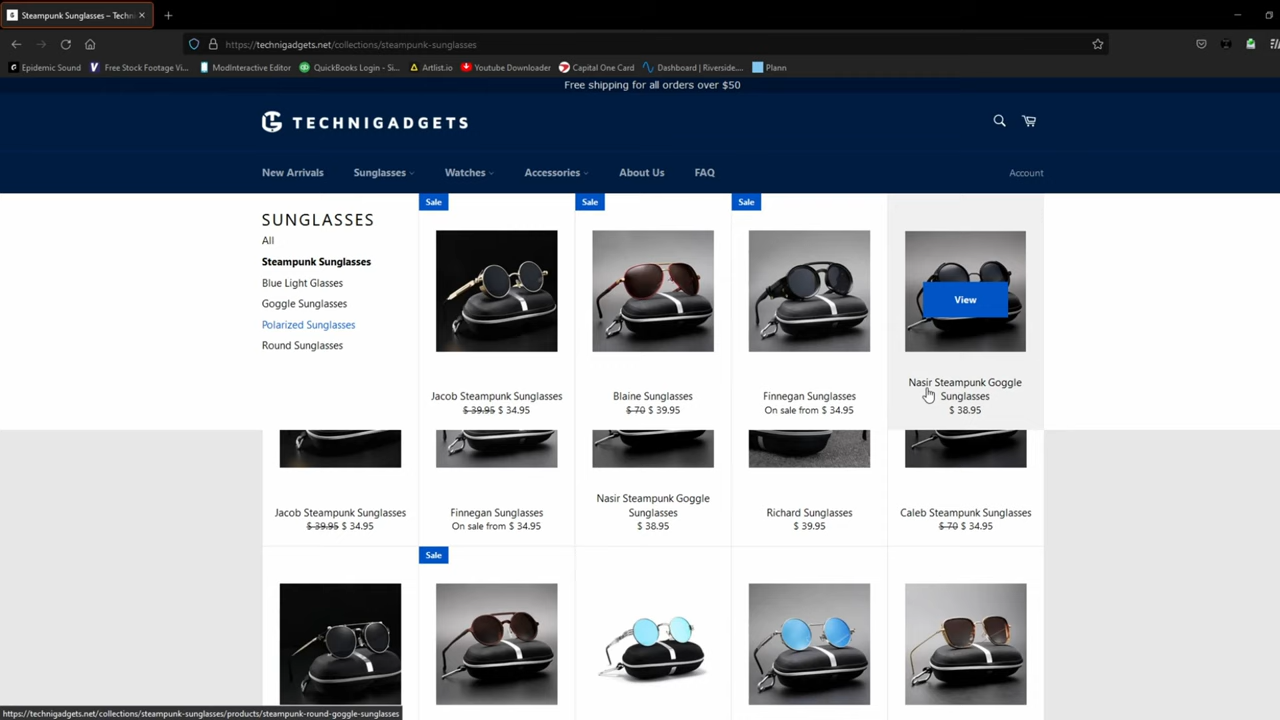 Steampunk Sunglasses – Techni
https://technigadgets.net/collections/steampunk-sunglasses
Epidemic Sound
Free Stock Footage Vi...
ModInteractive Editor
QuickBooks Login - Si...
Artlist.io
Youtube Downloader
Capital One Card
Dashboard | Riverside....
Plann
Free shipping for all orders over $50
TECHNIGADGETS
New Arrivals
Sunglasses
Watches
Accessories
About Us
FAQ
Account
SUNGLASSES
All
Steampunk Sunglasses
Blue Light Glasses
Goggle Sunglasses
Polarized Sunglasses
Round Sunglasses
Sale
Jacob Steampunk Sunglasses
$ 39.95 $ 34.95
Sale
Blaine Sunglasses
$ 70 $ 39.95
Sale
Finnegan Sunglasses
On sale from $ 34.95
View
Nasir Steampunk Goggle
Sunglasses
$ 38.95
Jacob Steampunk Sunglasses
$ 39.95 $ 34.95
Finnegan Sunglasses
On sale from $ 34.95
Nasir Steampunk Goggle
Sunglasses
$ 38.95
Richard Sunglasses
$ 39.95
Caleb Steampunk Sunglasses
$ 70 $ 34.95
Sale
https://technigadgets.net/collections/steampunk-sunglasses/products/steampunk-round-goggle-sunglasses